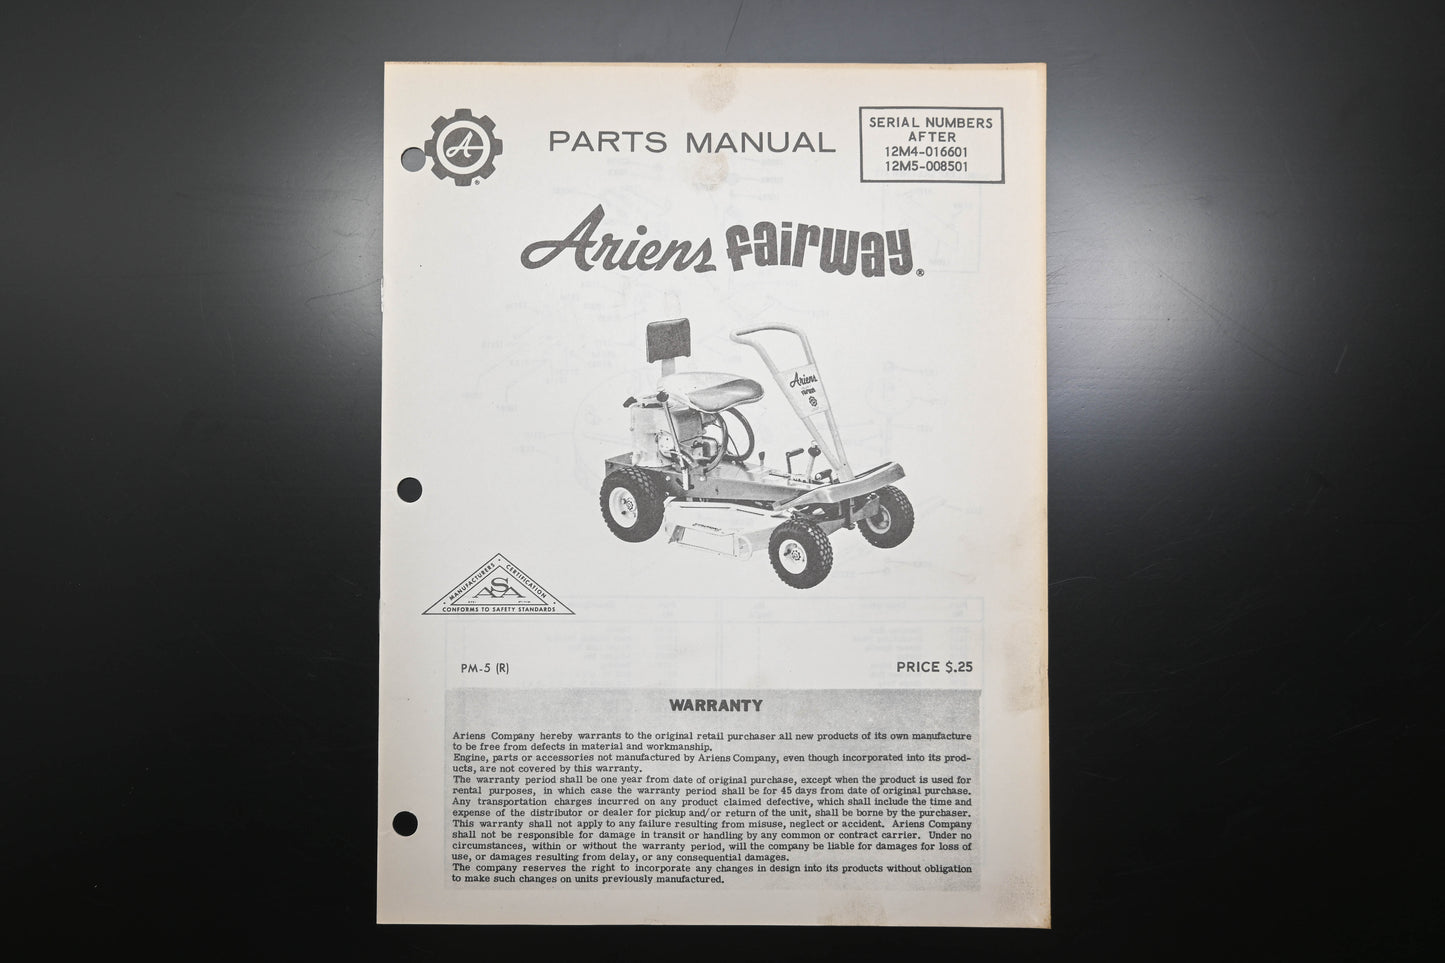 A
®
PARTS MANUAL
SERIAL NUMBERS
AFTER
12M4-016601
12M5-008501
Ariens fairway®
Ariens
MANUFACTURERS • CERTIFICATION
ASA
CONFORMS TO SAFETY STANDARDS
PM-5 (R)
PRICE $.25
WARRANTY
Ariens Company hereby warrants to the original retail purchaser all new products of its own manufacture
to be free from defects in material and workmanship.
Engine, parts or accessories not manufactured by Ariens Company, even though incorporated into its prod-
ucts, are not covered by this warranty.
The warranty period shall be one year from date of original purchase, except when the product is used for
rental purposes, in which case the warranty period shall be for 45 days from date of original purchase.
Any transportation charges incurred on any product claimed defective, which shall include the time and
expense of the distributor or dealer for pickup and/or return of the unit, shall be borne by the purchaser.
This warranty shall not apply to any failure resulting from misuse, neglect or accident. Ariens Company
shall not be responsible for damage in transit or handling by any common or contract carrier. Under no
circumstances, within or without the warranty period, will the company be liable for damages for loss of
use, or damages resulting from delay, or any consequential damages.
The company reserves the right to incorporate any changes in design into its products without obligation
to make such changes on units previously manufactured.